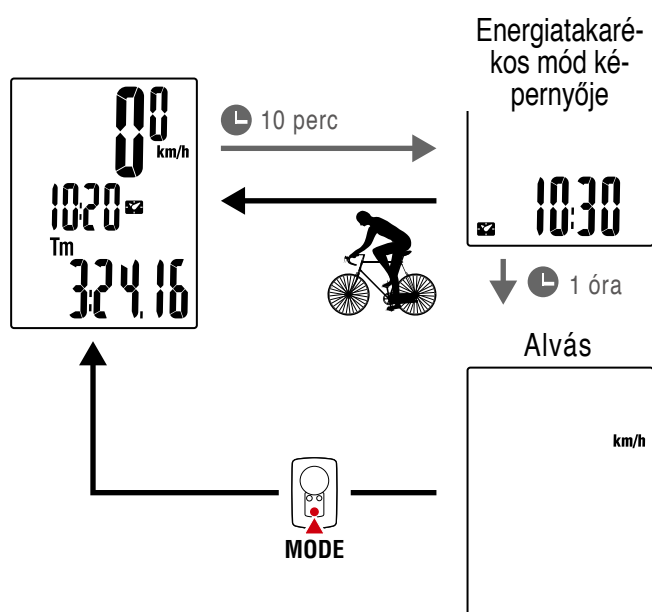 Energiatakaré-
kos mód ké-
pernyője
0.0
km/h
10:20
Tm
3:24.16
10 perc
10:30
1 óra
Alvás
km/h
MODE